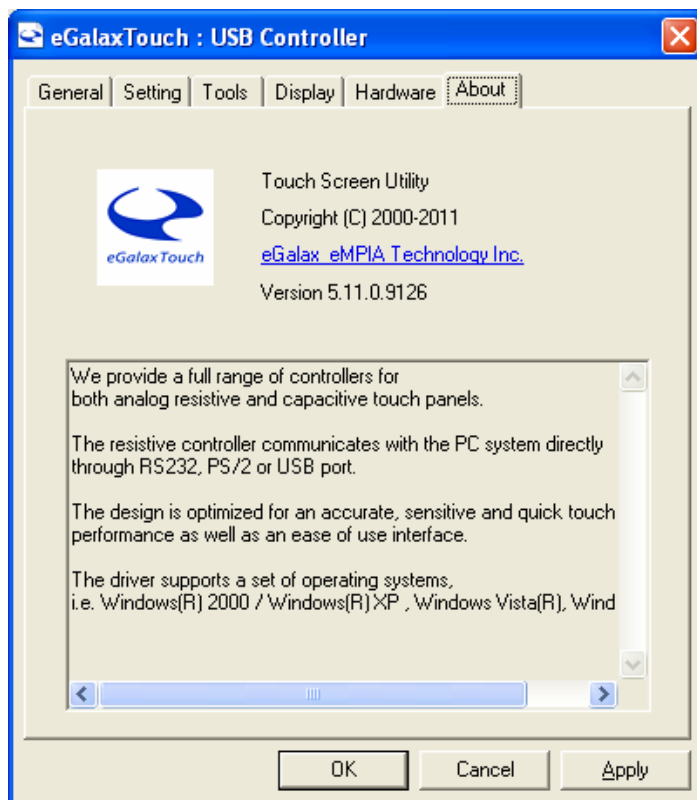 eGalaxTouch : USB Controller
General Setting Tools Display Hardware About
Touch Screen Utility
Copyright (C) 2000-2011
eGalax_eMPIA Technology Inc.
Version 5.11.0.9126
eGalaxTouch
We provide a full range of controllers for
both analog resistive and capacitive touch panels.
The resistive controller communicates with the PC system directly
through RS232, PS/2 or USB port.
The design is optimized for an accurate, sensitive and quick touch
performance as well as an ease of use interface.
The driver supports a set of operating systems,
i.e. Windows(R) 2000 / Windows(R) XP , Windows Vista(R), Wind
OK Cancel Apply